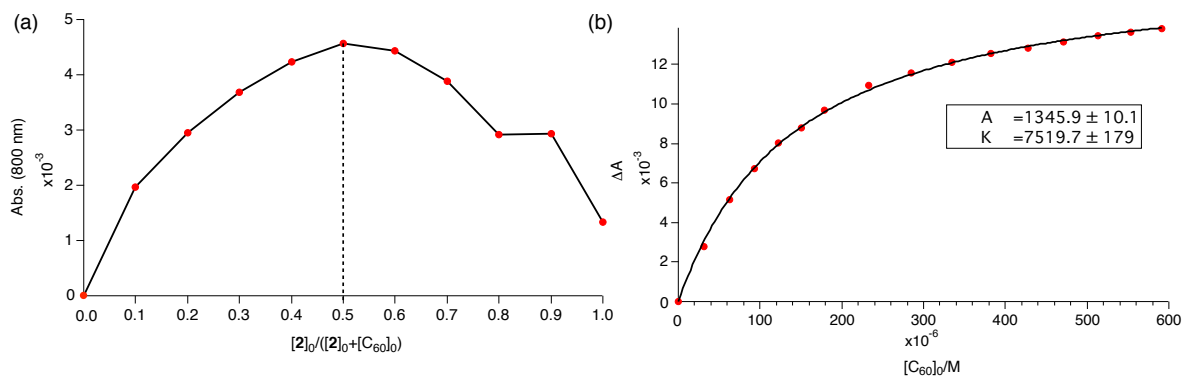 (a)
5
4
3
2
1
0
Abs. (800 nm)
x10-3
0.0 0.1 0.2 0.3 0.4 0.5 0.6 0.7 0.8 0.9 1.0
[2]0/([2]0+[C60]0)
(b)
12
10
8
6
4
2
0
ΔA
x10-3
A =1345.9 ± 10.1
K =7519.7 ± 179
0 200 400 600
x10-6
[C60]0/M